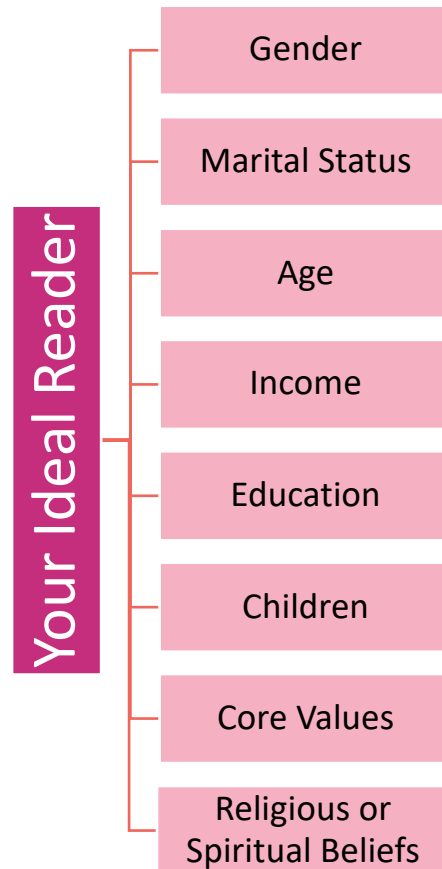 Your Ideal Reader
Gender
Marital Status
Age
Income
Education
Children
Core Values
Religious or
Spiritual Beliefs